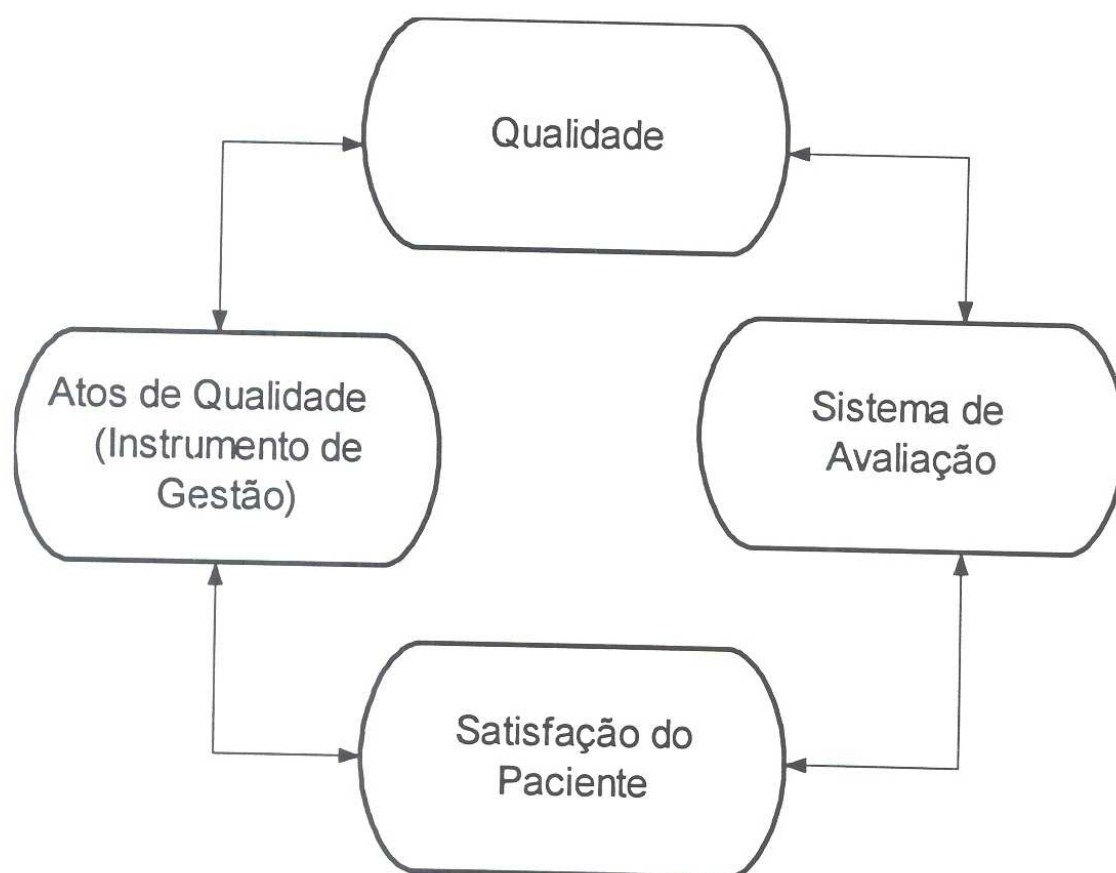 Qualidade
Atos de Qualidade
(Instrumento de
Gestão)
Sistema de
Avaliação
Satisfação do
Paciente